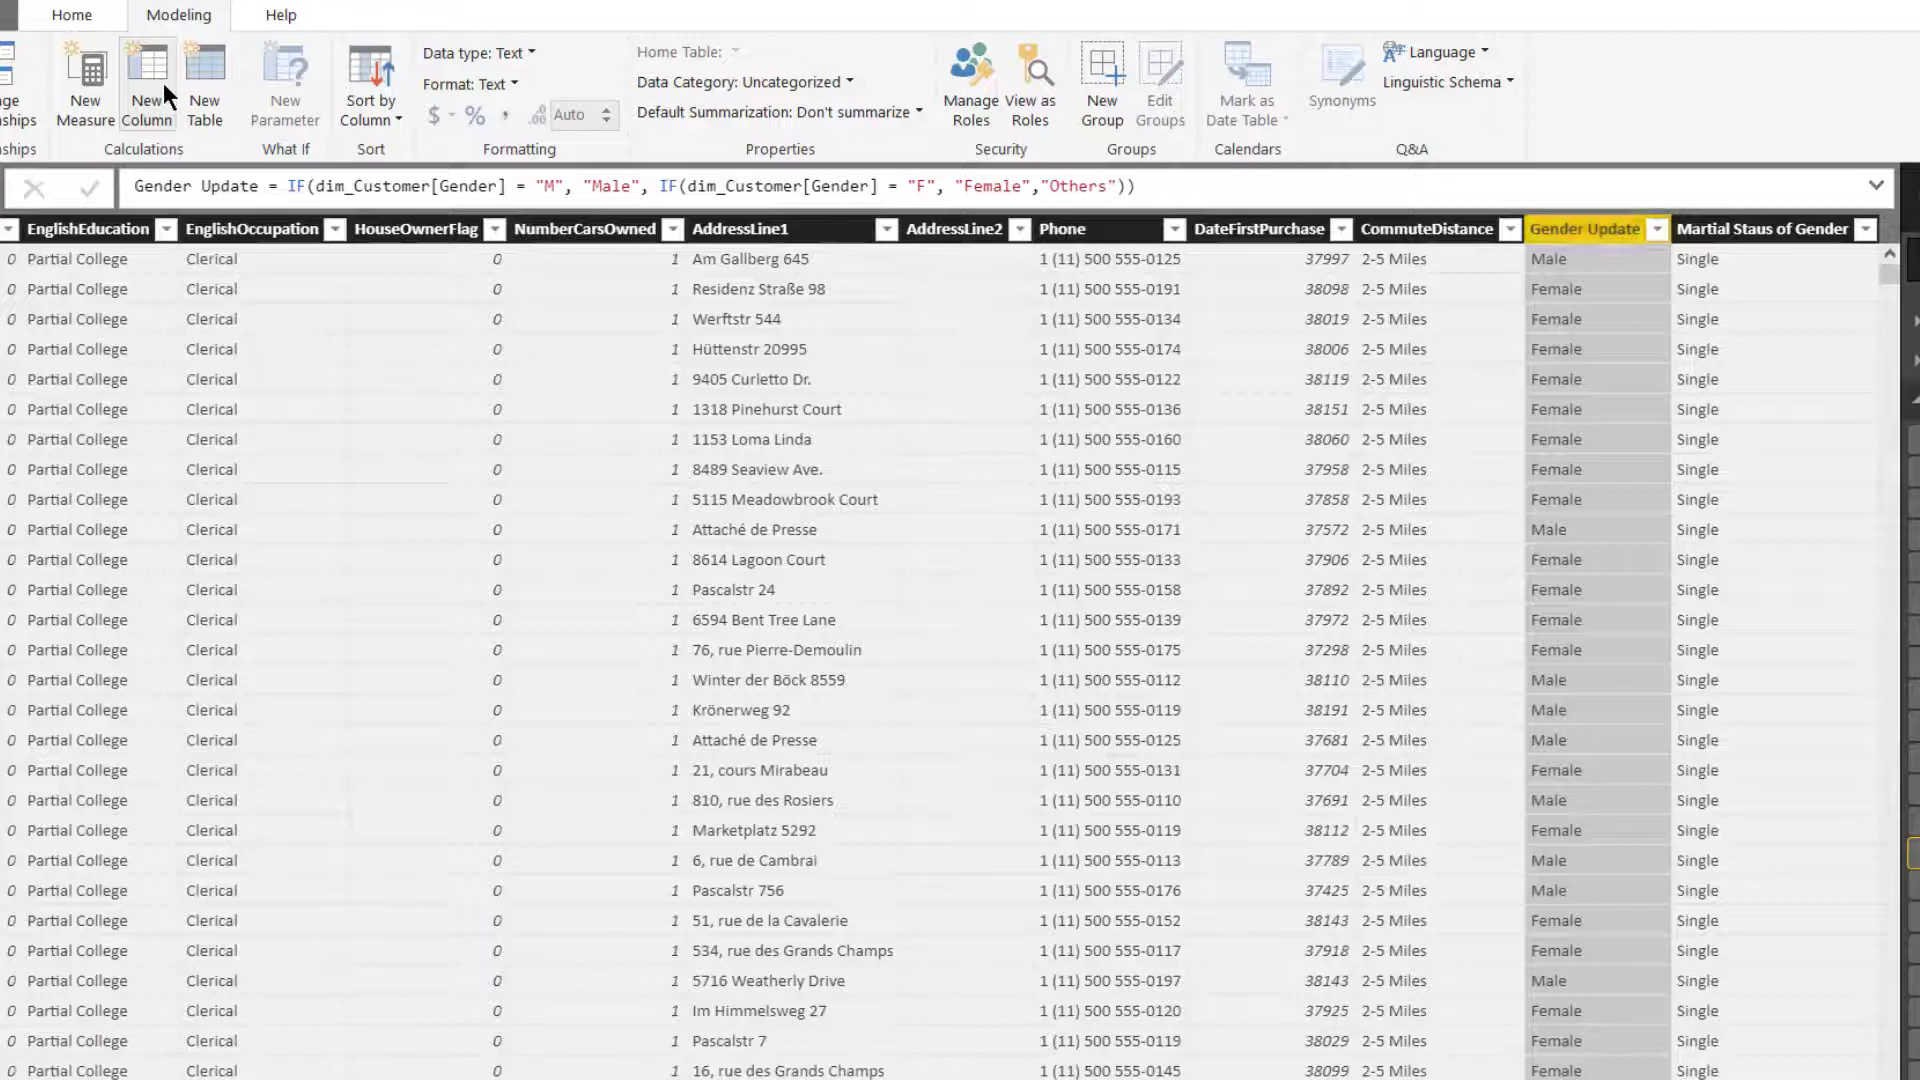 Home Modeling Help
Data type: Text
Format: Text
$ % , .00 Auto
Home Table:
Data Category: Uncategorized
Default Summarization: Don't summarize
Language
Linguistic Schema
New Measure
New Column
New Table
New Parameter
Sort by Column
Manage Roles
View as Roles
New Group
Edit Groups
Mark as Date Table
Synonyms
Calculations What If Sort Formatting Properties Security Groups Calendars Q&A
Gender Update = IF(dim_Customer[Gender] = "M", "Male", IF(dim_Customer[Gender] = "F", "Female","Others"))
EnglishEducation EnglishOccupation HouseOwnerFlag NumberCarsOwned AddressLine1 AddressLine2 Phone DateFirstPurchase CommuteDistance Gender Update Martial Staus of Gender
0 Partial College Clerical 0 1 Am Gallberg 645 1 (11) 500 555-0125 37997 2-5 Miles Male Single
0 Partial College Clerical 0 1 Residenz Straße 98 1 (11) 500 555-0191 38098 2-5 Miles Female Single
0 Partial College Clerical 0 1 Werftstr 544 1 (11) 500 555-0134 38019 2-5 Miles Female Single
0 Partial College Clerical 0 1 Hüttenstr 20995 1 (11) 500 555-0174 38006 2-5 Miles Female Single
0 Partial College Clerical 0 1 9405 Curletto Dr. 1 (11) 500 555-0122 38119 2-5 Miles Female Single
0 Partial College Clerical 0 1 1318 Pinehurst Court 1 (11) 500 555-0136 38151 2-5 Miles Female Single
0 Partial College Clerical 0 1 1153 Loma Linda 1 (11) 500 555-0160 38060 2-5 Miles Female Single
0 Partial College Clerical 0 1 8489 Seaview Ave. 1 (11) 500 555-0115 37958 2-5 Miles Female Single
0 Partial College Clerical 0 1 5115 Meadowbrook Court 1 (11) 500 555-0193 37858 2-5 Miles Female Single
0 Partial College Clerical 0 1 Attaché de Presse 1 (11) 500 555-0171 37572 2-5 Miles Male Single
0 Partial College Clerical 0 1 8614 Lagoon Court 1 (11) 500 555-0133 37906 2-5 Miles Female Single
0 Partial College Clerical 0 1 Pascalstr 24 1 (11) 500 555-0158 37892 2-5 Miles Female Single
0 Partial College Clerical 0 1 6594 Bent Tree Lane 1 (11) 500 555-0139 37972 2-5 Miles Female Single
0 Partial College Clerical 0 1 76, rue Pierre-Demoulin 1 (11) 500 555-0175 37298 2-5 Miles Female Single
0 Partial College Clerical 0 1 Winter der Böck 8559 1 (11) 500 555-0112 38110 2-5 Miles Male Single
0 Partial College Clerical 0 1 Krönerweg 92 1 (11) 500 555-0119 38191 2-5 Miles Male Single
0 Partial College Clerical 0 1 Attaché de Presse 1 (11) 500 555-0125 37681 2-5 Miles Male Single
0 Partial College Clerical 0 1 21, cours Mirabeau 1 (11) 500 555-0131 37704 2-5 Miles Female Single
0 Partial College Clerical 0 1 810, rue des Rosiers 1 (11) 500 555-0110 37691 2-5 Miles Male Single
0 Partial College Clerical 0 1 Marketplatz 5292 1 (11) 500 555-0119 38112 2-5 Miles Female Single
0 Partial College Clerical 0 1 6, rue de Cambrai 1 (11) 500 555-0113 37789 2-5 Miles Male Single
0 Partial College Clerical 0 1 Pascalstr 756 1 (11) 500 555-0176 37425 2-5 Miles Male Single
0 Partial College Clerical 0 1 51, rue de la Cavalerie 1 (11) 500 555-0152 38143 2-5 Miles Female Single
0 Partial College Clerical 0 1 534, rue des Grands Champs 1 (11) 500 555-0117 37918 2-5 Miles Female Single
0 Partial College Clerical 0 1 5716 Weatherly Drive 1 (11) 500 555-0197 38143 2-5 Miles Male Single
0 Partial College Clerical 0 1 Im Himmelsweg 27 1 (11) 500 555-0120 37925 2-5 Miles Female Single
0 Partial College Clerical 0 1 Pascalstr 7 1 (11) 500 555-0119 38029 2-5 Miles Female Single
0 Partial College Clerical 0 1 16, rue des Grands Champs 1 (11) 500 555-0145 38099 2-5 Miles Female Single